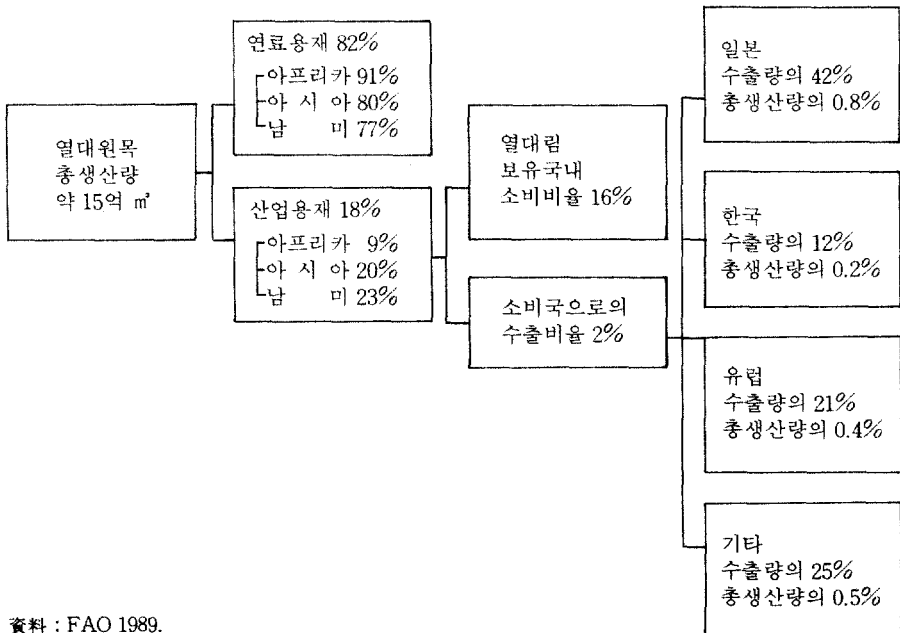 열대원목
총생산량
약 15억 ㎥
연료용재 82%
아프리카 91%
아 시 아 80%
남 미 77%
산업용재 18%
아프리카 9%
아 시 아 20%
남 미 23%
열대림
보유국내
소비비율 16%
소비국으로의
수출비율 2%
일본
수출량의 42%
총생산량의 0.8%
한국
수출량의 12%
총생산량의 0.2%
유럽
수출량의 21%
총생산량의 0.4%
기타
수출량의 25%
총생산량의 0.5%
資料 : FAO 1989.